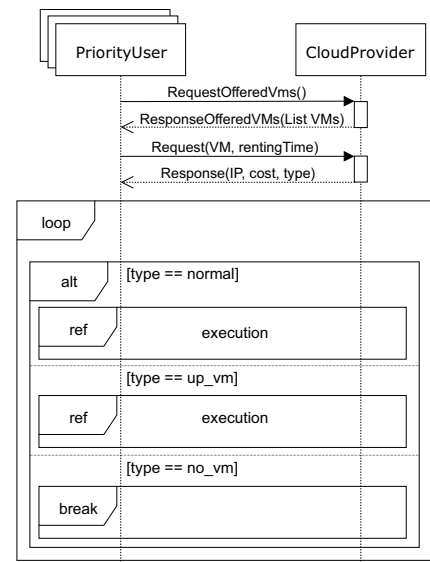 PriorityUser
CloudProvider
RequestOfferedVms()
ResponseOfferedVMs(List VMs)
Request(VM, rentingTime)
Response(IP, cost, type)
loop
alt
[type == normal]
ref
execution
[type == up_vm]
ref
execution
[type == no_vm]
break